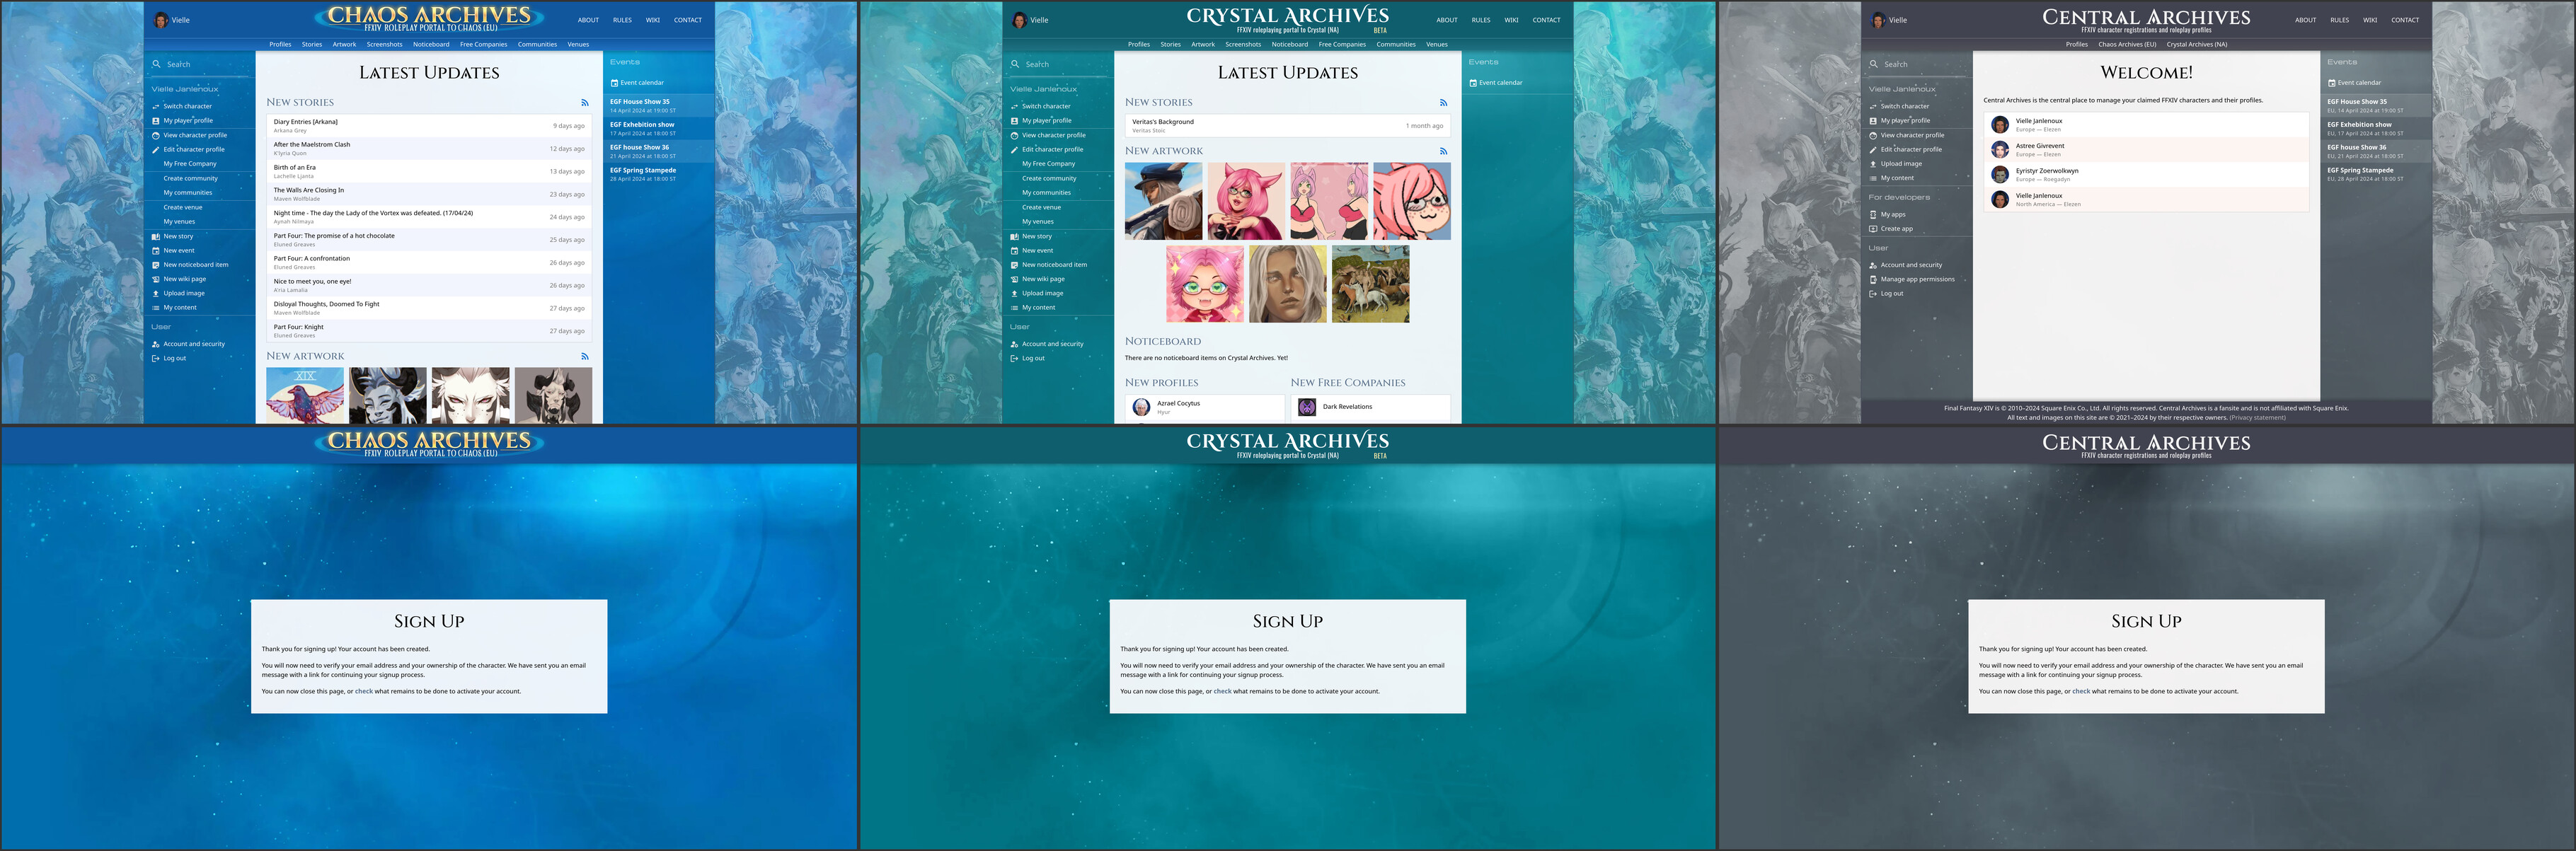 Vielle
CHAOS ARCHIVES
FFXIV ROLEPLAY PORTAL TO CHAOS (EU)
ABOUT RULES WIKI CONTACT
Profiles Stories Artwork Screenshots Noticeboard Free Companies Communities Venues
Search
Vielle Janlenoux
Switch character
My player profile
View character profile
Edit character profile
My Free Company
Create community
My communities
Create venue
My venues
New story
New event
New noticeboard item
New wiki page
Upload image
My content
User
Account and security
Log out
Latest Updates
New stories
Diary Entries [Arkana]
Arkana Grey
9 days ago
After the Maelstrom Clash
K'lyria Quon
12 days ago
Birth of an Era
Lachelle Ljanta
13 days ago
The Walls Are Closing In
Maven Wolfblade
23 days ago
Night time - The day the Lady of the Vortex was defeated. (17/04/24)
Aynah Nilmaya
24 days ago
Part Four: The promise of a hot chocolate
Eluned Greaves
25 days ago
Part Four: A confrontation
Eluned Greaves
26 days ago
Nice to meet you, one eye!
A'ria Lamalia
26 days ago
Disloyal Thoughts, Doomed To Fight
Maven Wolfblade
27 days ago
Part Four: Knight
Eluned Greaves
27 days ago
New artwork
XIX
Events
Event calendar
EGF House Show 35
14 April 2024 at 19:00 ST
EGF Exhebition show
17 April 2024 at 18:00 ST
EGF house Show 36
21 April 2024 at 18:00 ST
EGF Spring Stampede
28 April 2024 at 18:00 ST
Vielle
Crystal Archives
FFXIV roleplaying portal to Crystal (NA)
BETA
ABOUT RULES WIKI CONTACT
Profiles Stories Artwork Screenshots Noticeboard Free Companies Communities Venues
Search
Vielle Janlenoux
Switch character
My player profile
View character profile
Edit character profile
My Free Company
Create community
My communities
Create venue
My venues
New story
New event
New noticeboard item
New wiki page
Upload image
My content
User
Account and security
Log out
Latest Updates
New stories
Veritas's Background
Veritas Stoic
1 month ago
New artwork
Noticeboard
There are no noticeboard items on Crystal Archives. Yet!
New profiles
Azrael Cocytus
Hyur
New Free Companies
Dark Revelations
Events
Event calendar
Vielle
Central Archives
FFXIV character registrations and roleplay profiles
ABOUT RULES WIKI CONTACT
Profiles Chaos Archives (EU) Crystal Archives (NA)
Search
Vielle Janlenoux
Switch character
My player profile
View character profile
Edit character profile
Upload image
My content
For developers
My apps
Create app
User
Account and security
Manage app permissions
Log out
Welcome!
Central Archives is the central place to manage your claimed FFXIV characters and their profiles.
Vielle Janlenoux
Europe — Elezen
Astree Givrevent
Europe — Elezen
Eyristyr Zoerwolkwyn
Europe — Roegadyn
Vielle Janlenoux
North America — Elezen
Events
Event calendar
EGF House Show 35
EU, 14 April 2024 at 19:00 ST
EGF Exhebition show
EU, 17 April 2024 at 18:00 ST
EGF house Show 36
EU, 21 April 2024 at 18:00 ST
EGF Spring Stampede
EU, 28 April 2024 at 18:00 ST
Final Fantasy XIV is © 2010–2024 Square Enix Co., Ltd. All rights reserved. Central Archives is a fansite and is not affiliated with Square Enix.
All text and images on this site are © 2021–2024 by their respective owners. (Privacy statement)
CHAOS ARCHIVES
FFXIV ROLEPLAY PORTAL TO CHAOS (EU)
Sign Up
Thank you for signing up! Your account has been created.
You will now need to verify your email address and your ownership of the character. We have sent you an email
message with a link for continuing your signup process.
You can now close this page, or check what remains to be done to activate your account.
Crystal Archives
FFXIV roleplaying portal to Crystal (NA)
BETA
Sign Up
Thank you for signing up! Your account has been created.
You will now need to verify your email address and your ownership of the character. We have sent you an email
message with a link for continuing your signup process.
You can now close this page, or check what remains to be done to activate your account.
Central Archives
FFXIV character registrations and roleplay profiles
Sign Up
Thank you for signing up! Your account has been created.
You will now need to verify your email address and your ownership of the character. We have sent you an email
message with a link for continuing your signup process.
You can now close this page, or check what remains to be done to activate your account.